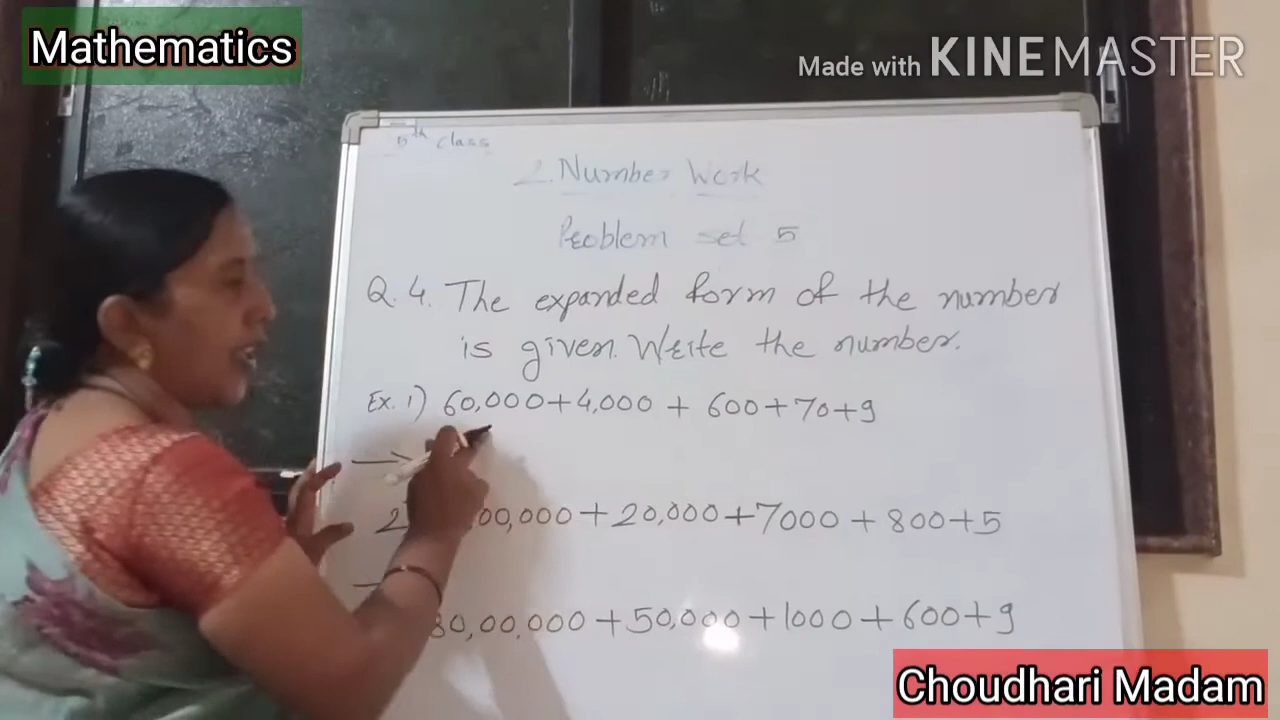 Mathematics
Made with KINEMASTER
5th Class
2. Number Work
Problem set 5
Q. 4. The expanded form of the number
is given. Write the number.
Ex. 1) 60,000+4,000 + 600+70+9
00,000+20,000+7000+800+5
30,00,000+50,000+1000+600+9
Choudhari Madam